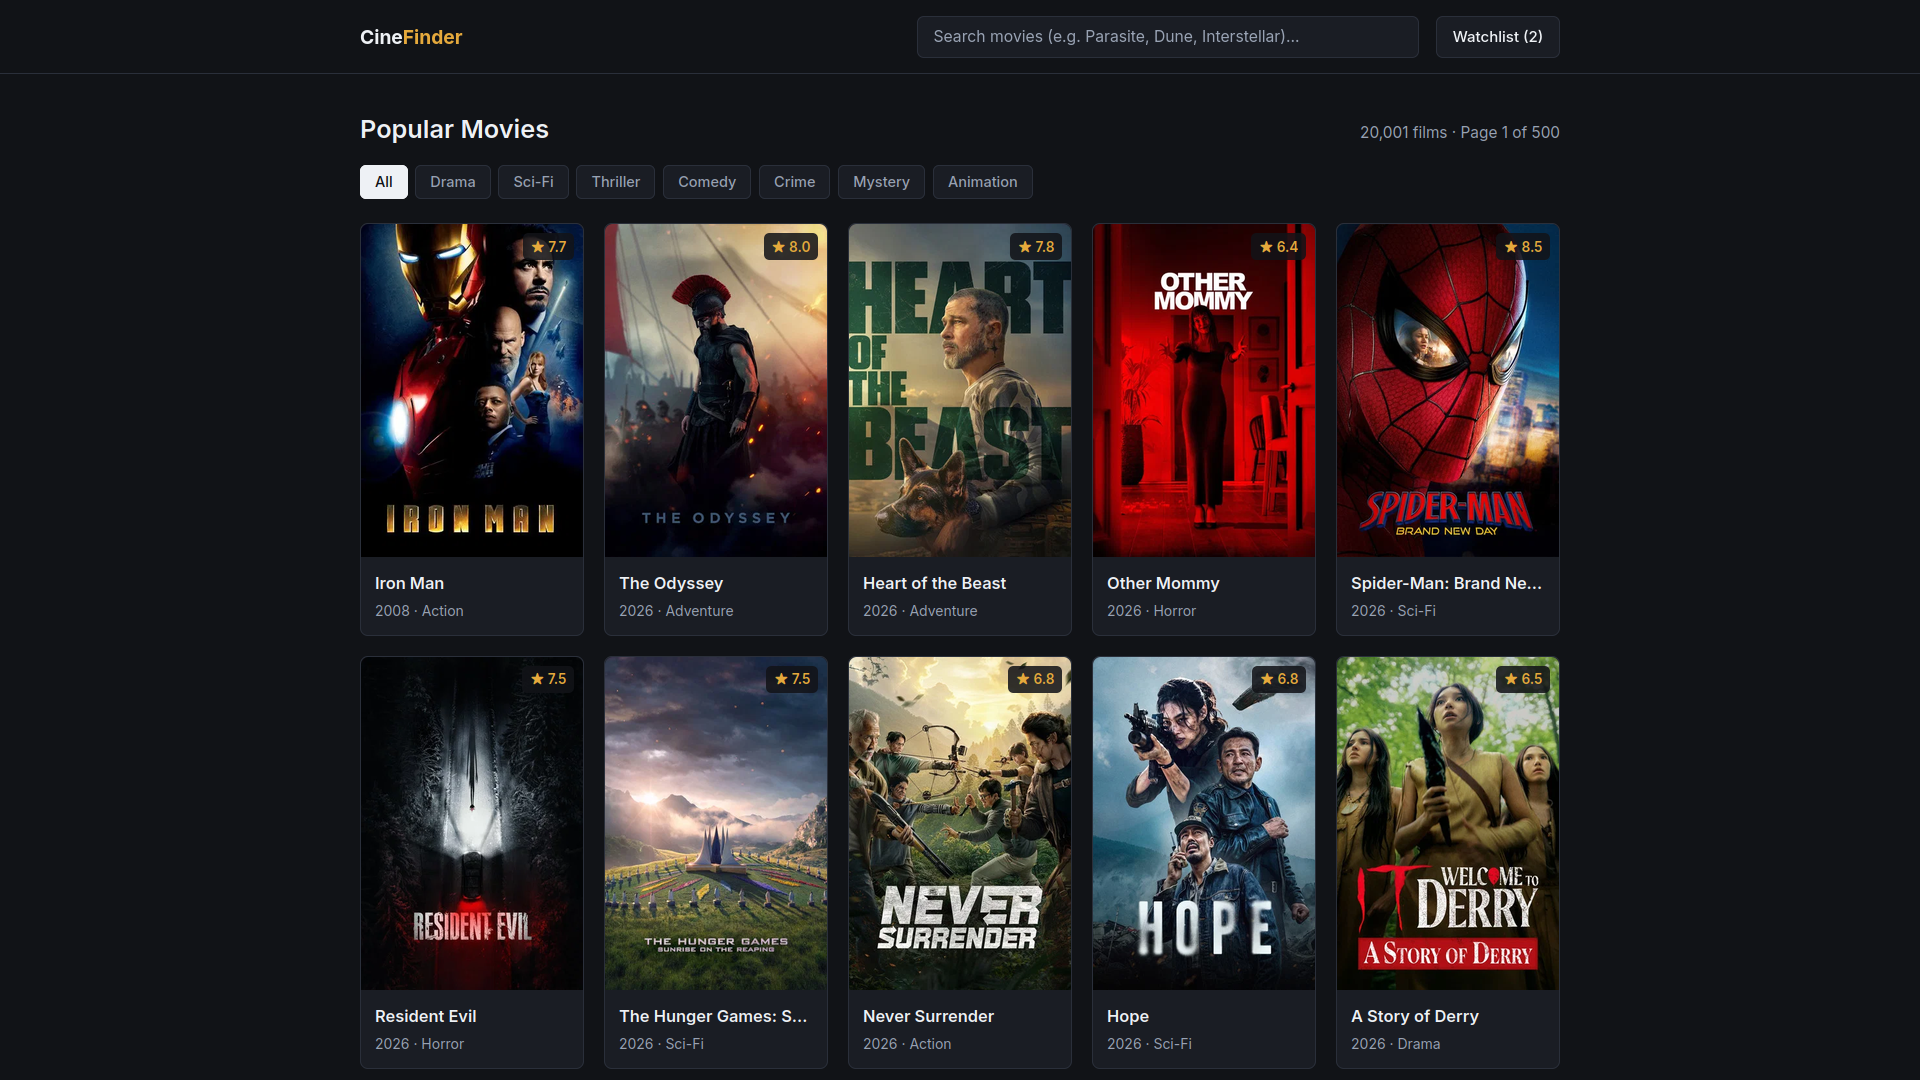 CineFinder
Search movies (e.g. Parasite, Dune, Interstellar)...
Watchlist (2)
Popular Movies
20,001 films · Page 1 of 500
All
Drama
Sci-Fi
Thriller
Comedy
Crime
Mystery
Animation
★ 7.7
IRON MAN
Iron Man
2008 · Action
★ 8.0
THE ODYSSEY
The Odyssey
2026 · Adventure
★ 7.8
HEART
OF
THE
BEAST
Heart of the Beast
2026 · Adventure
★ 6.4
OTHER
MOMMY
Other Mommy
2026 · Horror
★ 8.5
SPIDER-MAN
BRAND NEW DAY
Spider-Man: Brand Ne...
2026 · Sci-Fi
★ 7.5
RESIDENT EVIL
Resident Evil
2026 · Horror
★ 7.5
THE HUNGER GAMES
SUNRISE ON THE REAPING
The Hunger Games: S...
2026 · Sci-Fi
★ 6.8
NEVER
SURRENDER
Never Surrender
2026 · Action
★ 6.8
HOPE
Hope
2026 · Sci-Fi
★ 6.5
IT WELCOME TO
DERRY
A STORY OF DERRY
A Story of Derry
2026 · Drama